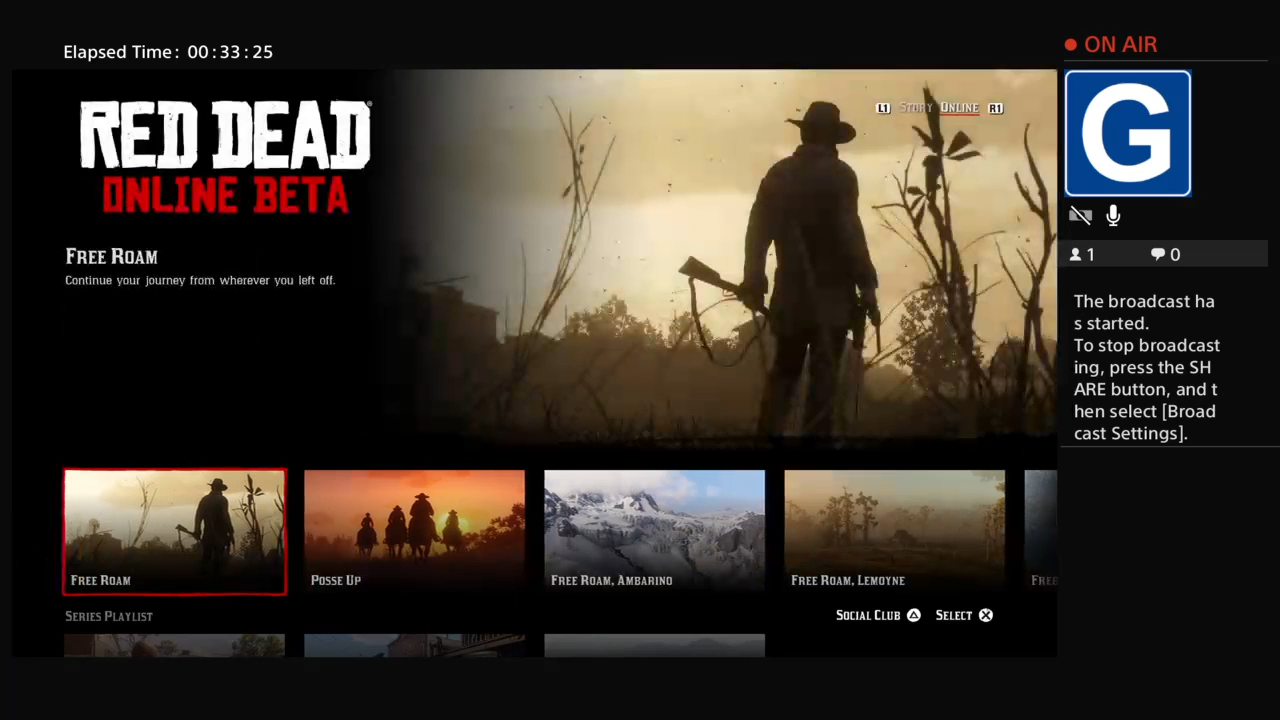 Elapsed Time: 00:33:25
ON AIR
RED DEAD®
ONLINE BETA
L1 STORY ONLINE R1
G
FREE ROAM
Continue your journey from wherever you left off.
1 0
The broadcast ha
s started.
To stop broadcast
ing, press the SH
ARE button, and t
hen select [Broad
cast Settings].
FREE ROAM
POSSE UP
FREE ROAM, AMBARINO
FREE ROAM, LEMOYNE
SERIES PLAYLIST
SOCIAL CLUB SELECT